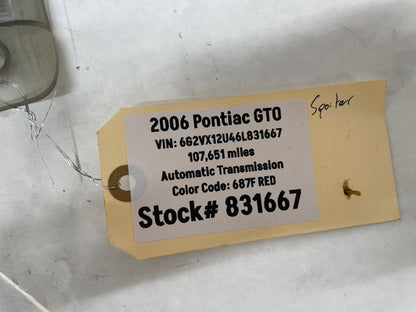 2006 Pontiac GTO
VIN: 6G2VX12U46L831667
107,651 miles
Automatic Transmission
Color Code: 687F RED
Stock# 831667
Spoiler